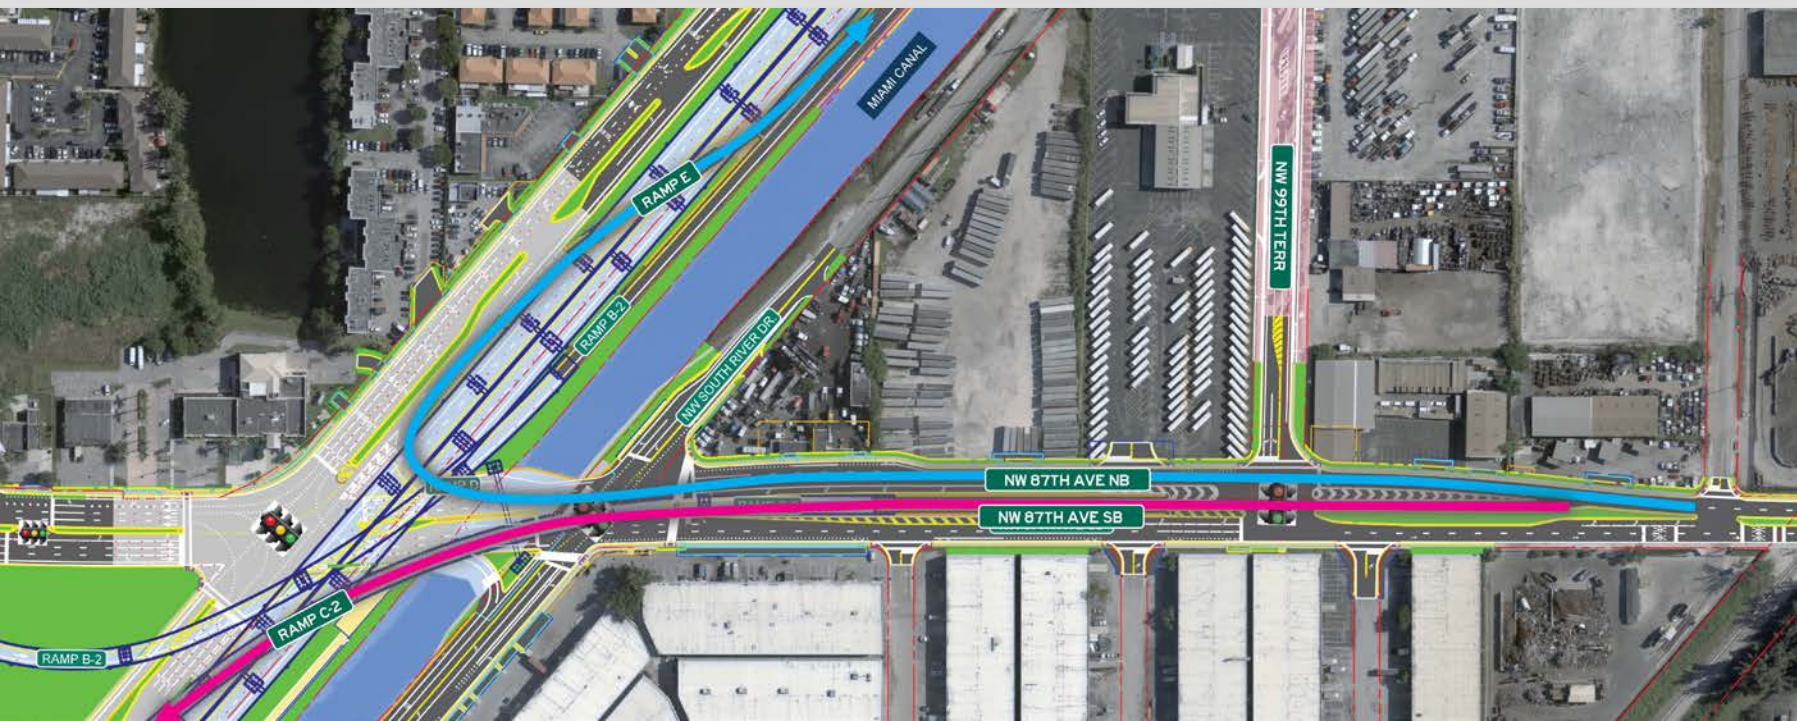 MIAMI CANAL
RAMP E
NW 99TH TERR
RAMP B-2
NW SOUTH RIVER DR.
NW 87TH AVE NB
NW 87TH AVE SB
RAMP C-2
RAMP B-2